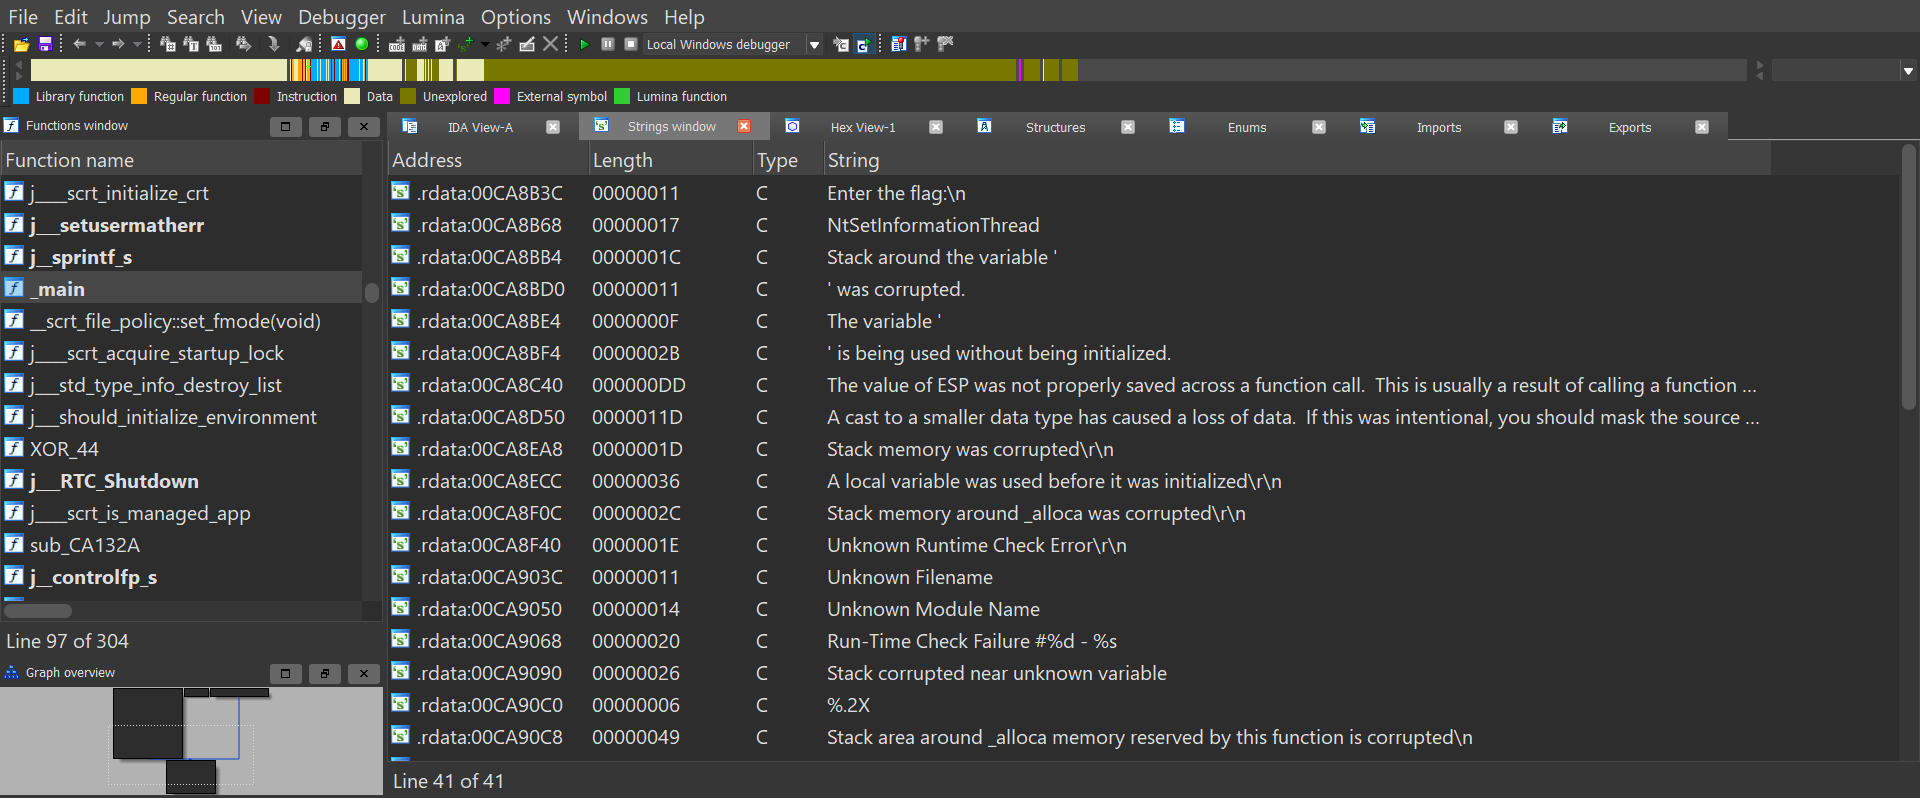 File Edit Jump Search View Debugger Lumina Options Windows Help
Local Windows debugger
Library function Regular function Instruction Data Unexplored External symbol Lumina function
Functions window
IDA View-A Strings window Hex View-1 Structures Enums Imports Exports
Function name
Address Length Type String
j____scrt_initialize_crt
.rdata:00CA8B3C 00000011 C Enter the flag:\n
j___setusermatherr
.rdata:00CA8B68 00000017 C NtSetInformationThread
j__sprintf_s
.rdata:00CA8BB4 0000001C C Stack around the variable '
_main
.rdata:00CA8BD0 00000011 C ' was corrupted.
__scrt_file_policy::set_fmode(void)
.rdata:00CA8BE4 0000000F C The variable '
j____scrt_acquire_startup_lock
.rdata:00CA8BF4 0000002B C ' is being used without being initialized.
j___std_type_info_destroy_list
.rdata:00CA8C40 000000DD C The value of ESP was not properly saved across a function call.  This is usually a result of calling a function ...
j___should_initialize_environment
.rdata:00CA8D50 0000011D C A cast to a smaller data type has caused a loss of data.  If this was intentional, you should mask the source ...
XOR_44
.rdata:00CA8EA8 0000001D C Stack memory was corrupted\r\n
j___RTC_Shutdown
.rdata:00CA8ECC 00000036 C A local variable was used before it was initialized\r\n
j____scrt_is_managed_app
.rdata:00CA8F0C 0000002C C Stack memory around _alloca was corrupted\r\n
sub_CA132A
.rdata:00CA8F40 0000001E C Unknown Runtime Check Error\r\n
j__controlfp_s
.rdata:00CA903C 00000011 C Unknown Filename
.rdata:00CA9050 00000014 C Unknown Module Name
Line 97 of 304
.rdata:00CA9068 00000020 C Run-Time Check Failure #%d - %s
Graph overview
.rdata:00CA9090 00000026 C Stack corrupted near unknown variable
.rdata:00CA90C0 00000006 C %.2X
.rdata:00CA90C8 00000049 C Stack area around _alloca memory reserved by this function is corrupted\n
Line 41 of 41